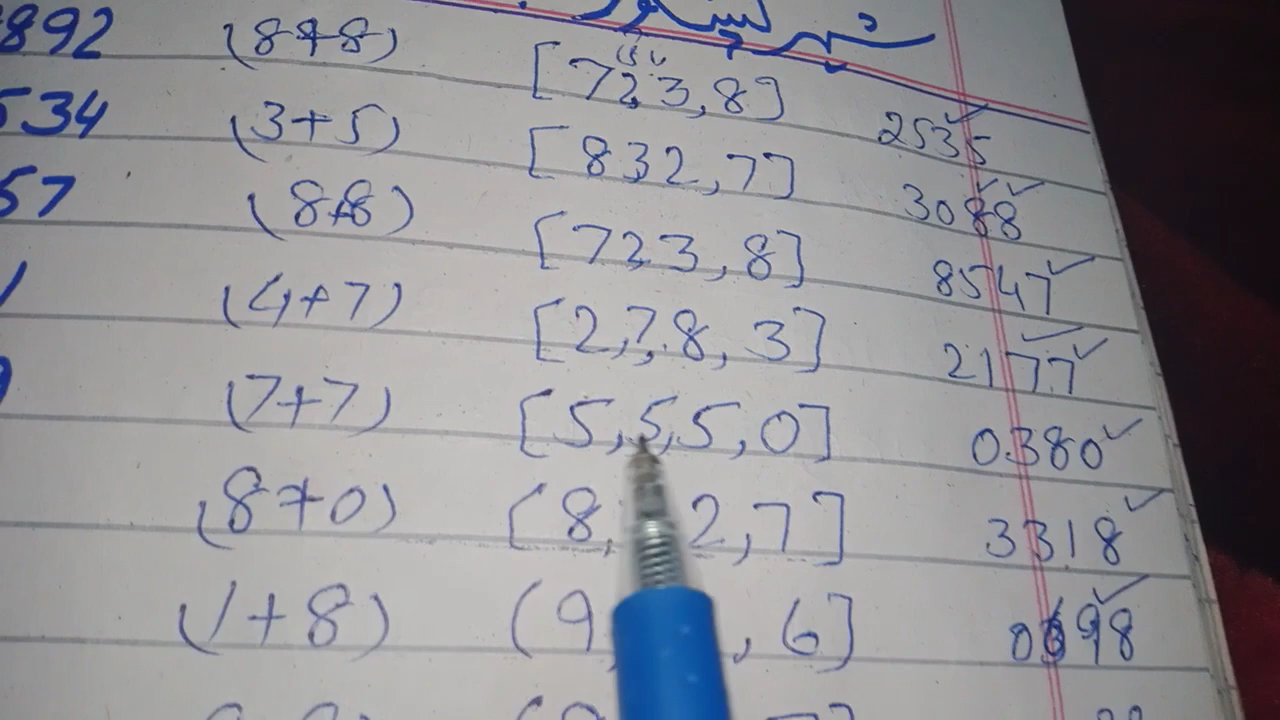 892 (8+8) [723,8] 2535
534 (3+5) [832,7] 3088
57 (8+8) [723,8] 8547
(4+7) [2,7,8,3] 2177
(7+7) [5,5,5,0] 0380
(8+0) [8, 2,7] 3318
(1+8) (9, ,6] 0698